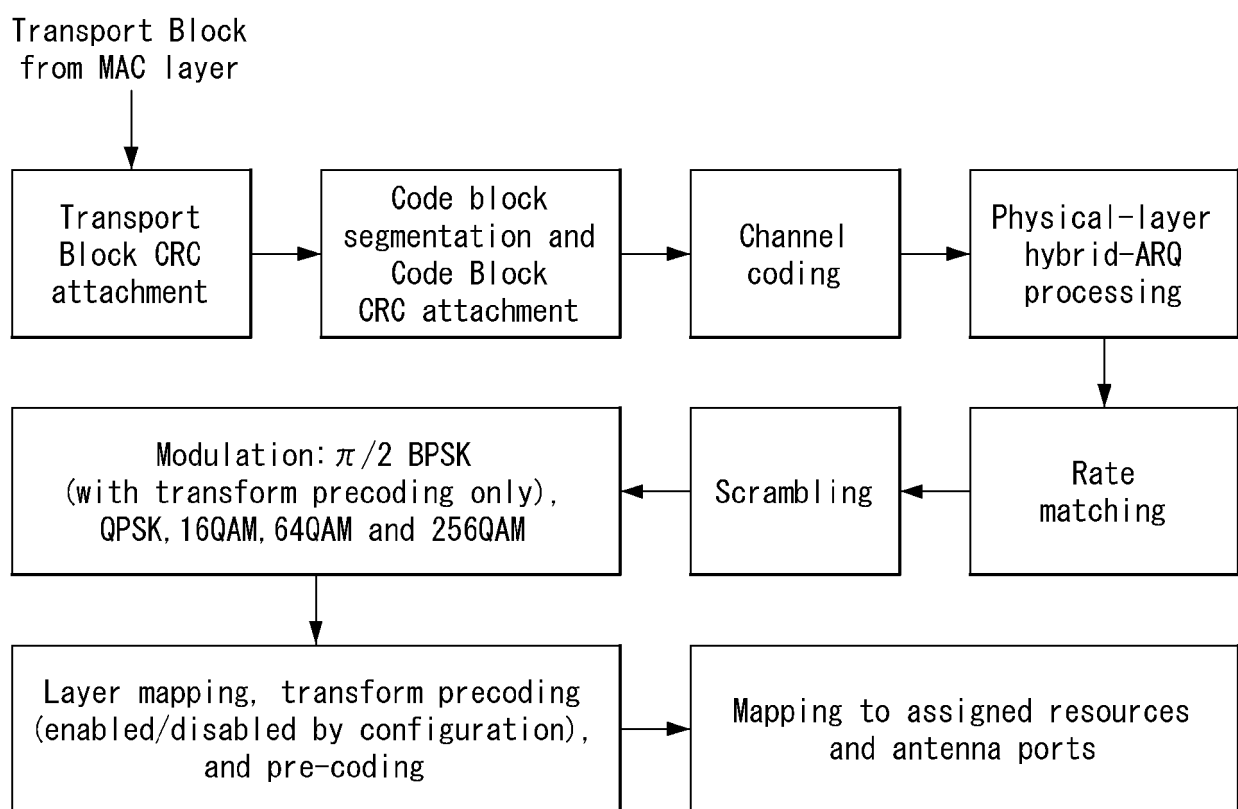 Transport Block
from MAC layer
Transport
Block CRC
attachment
Code block
segmentation and
Code Block
CRC attachment
Channel
coding
Physical-layer
hybrid-ARQ
processing
Rate
matching
Scrambling
Modulation: π/2 BPSK
(with transform precoding only),
QPSK, 16QAM, 64QAM and 256QAM
Layer mapping, transform precoding
(enabled/disabled by configuration),
and pre-coding
Mapping to assigned resources
and antenna ports